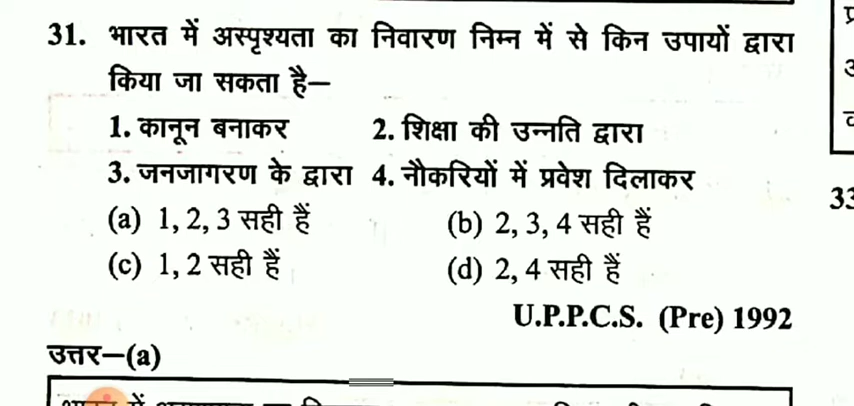 31. भारत में अस्पृश्यता का निवारण निम्न में से किन उपायों द्वारा
किया जा सकता है—
1. कानून बनाकर 2. शिक्षा की उन्नति द्वारा
3. जनजागरण के द्वारा 4. नौकरियों में प्रवेश दिलाकर
(a) 1, 2, 3 सही हैं (b) 2, 3, 4 सही हैं
(c) 1, 2 सही हैं (d) 2, 4 सही हैं
U.P.P.C.S. (Pre) 1992
उत्तर—(a)
33